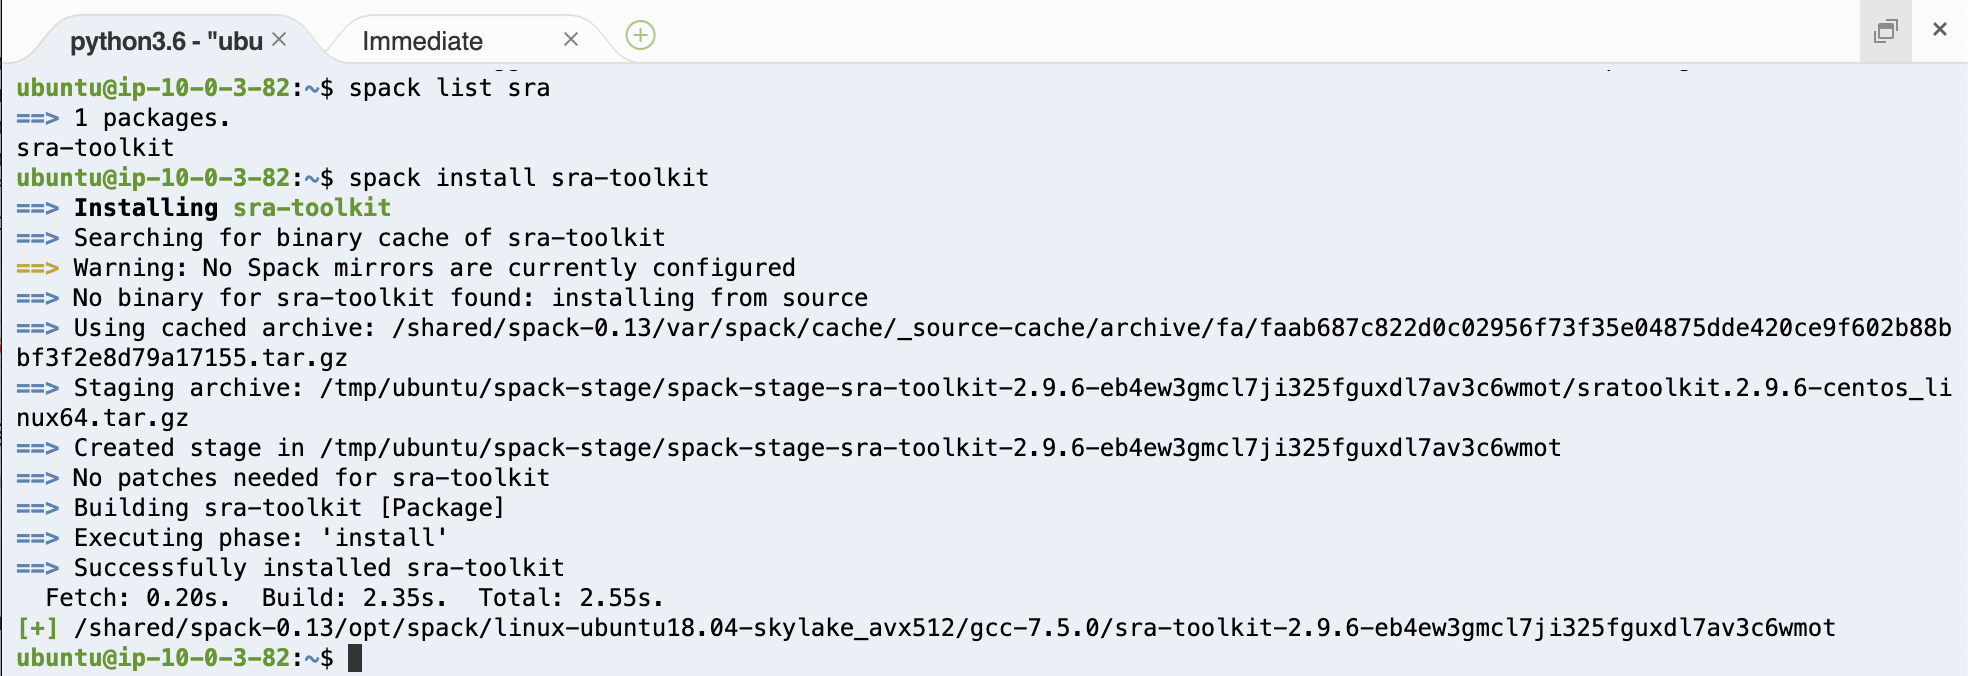 python3.6 - "ubu
Immediate
ubuntu@ip-10-0-3-82:~$ spack list sra
==> 1 packages.
sra-toolkit
ubuntu@ip-10-0-3-82:~$ spack install sra-toolkit
==> Installing sra-toolkit
==> Searching for binary cache of sra-toolkit
==> Warning: No Spack mirrors are currently configured
==> No binary for sra-toolkit found: installing from source
==> Using cached archive: /shared/spack-0.13/var/spack/cache/_source-cache/archive/fa/faab687c822d0c02956f73f35e04875dde420ce9f602b88b
bf3f2e8d79a17155.tar.gz
==> Staging archive: /tmp/ubuntu/spack-stage/spack-stage-sra-toolkit-2.9.6-eb4ew3gmcl7ji325fguxdl7av3c6wmot/sratoolkit.2.9.6-centos_li
nux64.tar.gz
==> Created stage in /tmp/ubuntu/spack-stage/spack-stage-sra-toolkit-2.9.6-eb4ew3gmcl7ji325fguxdl7av3c6wmot
==> No patches needed for sra-toolkit
==> Building sra-toolkit [Package]
==> Executing phase: 'install'
==> Successfully installed sra-toolkit
  Fetch: 0.20s.  Build: 2.35s.  Total: 2.55s.
[+] /shared/spack-0.13/opt/spack/linux-ubuntu18.04-skylake_avx512/gcc-7.5.0/sra-toolkit-2.9.6-eb4ew3gmcl7ji325fguxdl7av3c6wmot
ubuntu@ip-10-0-3-82:~$